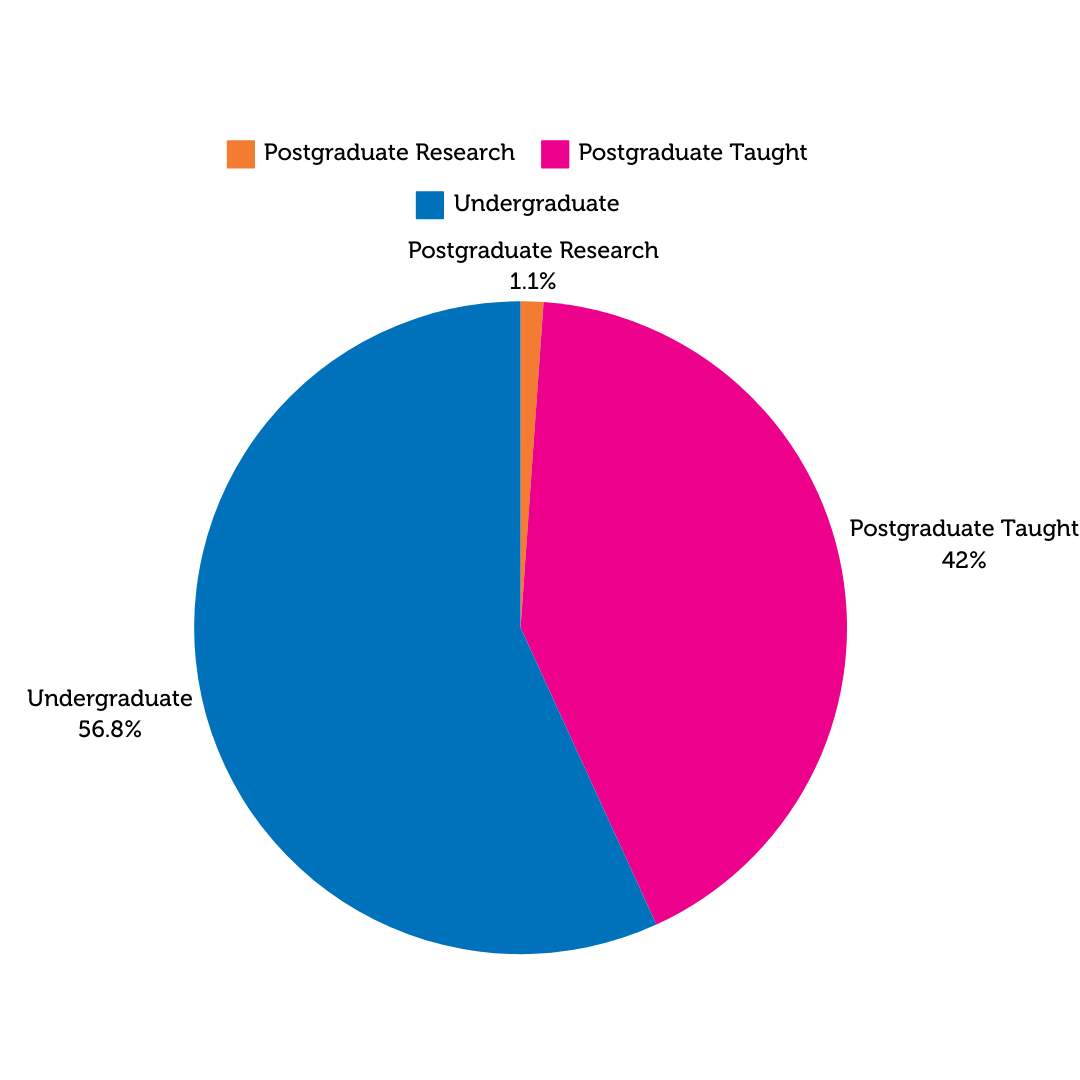 Postgraduate Research
Postgraduate Taught
Undergraduate
Postgraduate Research
1.1%
Postgraduate Taught
42%
Undergraduate
56.8%